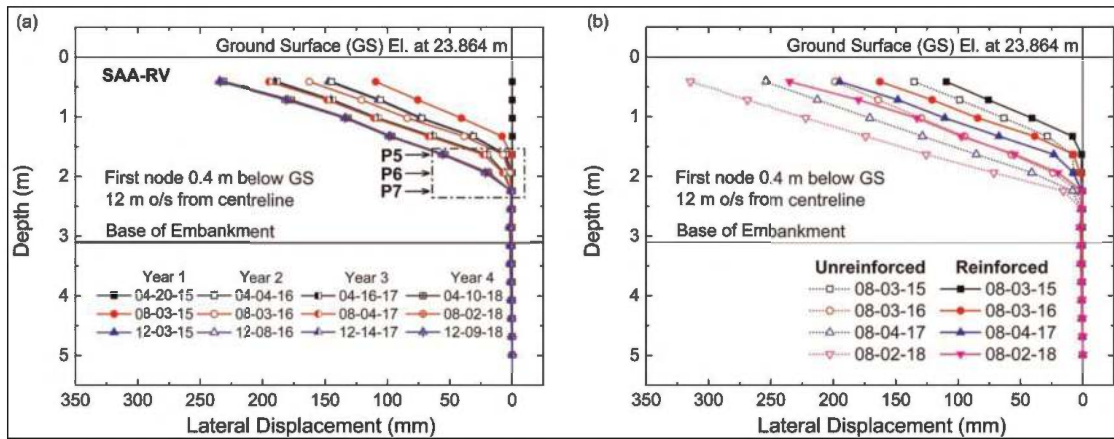 (a)
Ground Surface (GS) El. at 23.864 m
SAA-RV
P5
P6
P7
First node 0.4 m below GS
12 m o/s from centreline
Base of Embankment
Year 1 Year 2 Year 3 Year 4
04-20-15 04-04-16 04-16-17 04-10-18
08-03-15 08-03-16 08-04-17 08-02-18
12-03-15 12-08-16 12-14-17 12-09-18
0
1
2
3
4
5
Depth (m)
350 300 250 200 150 100 50 0
Lateral Displacement (mm)
(b)
Ground Surface (GS) El. at 23.864 m
First node 0.4 m below GS
12 m o/s from centreline
Base of Embankment
Unreinforced Reinforced
08-03-15 08-03-15
08-03-16 08-03-16
08-04-17 08-04-17
08-02-18 08-02-18
0
1
2
3
4
5
Depth (m)
350 300 250 200 150 100 50 0
Lateral Displacement (mm)